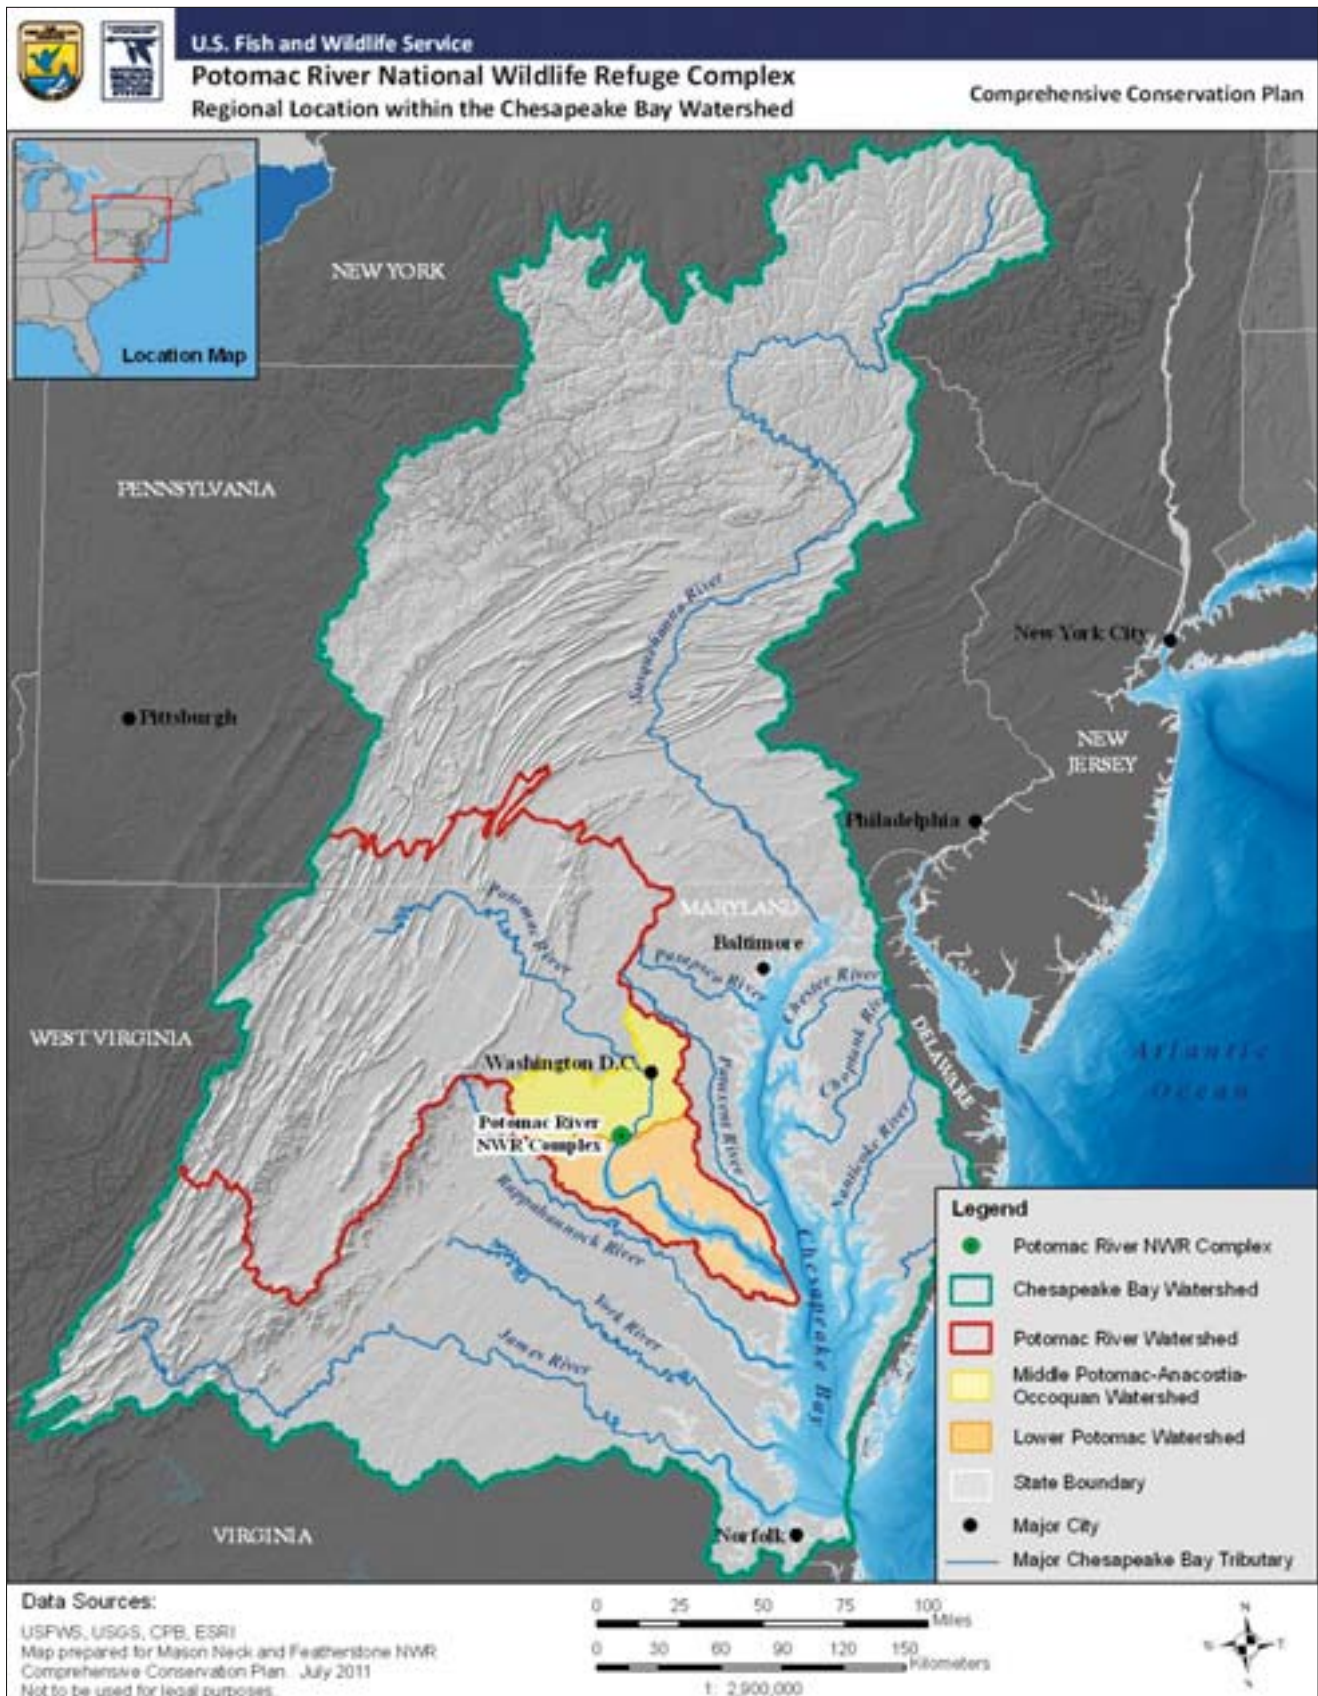 U.S. Fish and Wildlife Service
Potomac River National Wildlife Refuge Complex
Regional Location within the Chesapeake Bay Watershed
Comprehensive Conservation Plan
Location Map
NEW YORK
PENNSYLVANIA
Susquehanna River
New York City
Pittsburgh
NEW
JERSEY
Philadelphia
Potomac River
MARYLAND
Baltimore
Patapsco River
Chester River
WEST VIRGINIA
Choptank Riv
DELAWARE
Atlantic
Ocean
Washington D.C.
Patuxent River
Potomac River
NWR Complex
Nanticoke River
Rappahannock River
Chesapeake Bay
York River
James River
VIRGINIA
Norfolk
Legend
Potomac River NWR Complex
Chesapeake Bay Watershed
Potomac River Watershed
Middle Potomac-Anacostia-
Occoquan Watershed
Lower Potomac Watershed
State Boundary
Major City
Major Chesapeake Bay Tributary
Data Sources:
USFWS, USGS, CPB, ESRI
Map prepared for Mason Neck and Featherstone NWR
Comprehensive Conservation Plan. July 2011
Not to be used for legal purposes.
0 25 50 75 100
Miles
0 30 60 90 120 150
Kilometers
1: 2,900,000
N